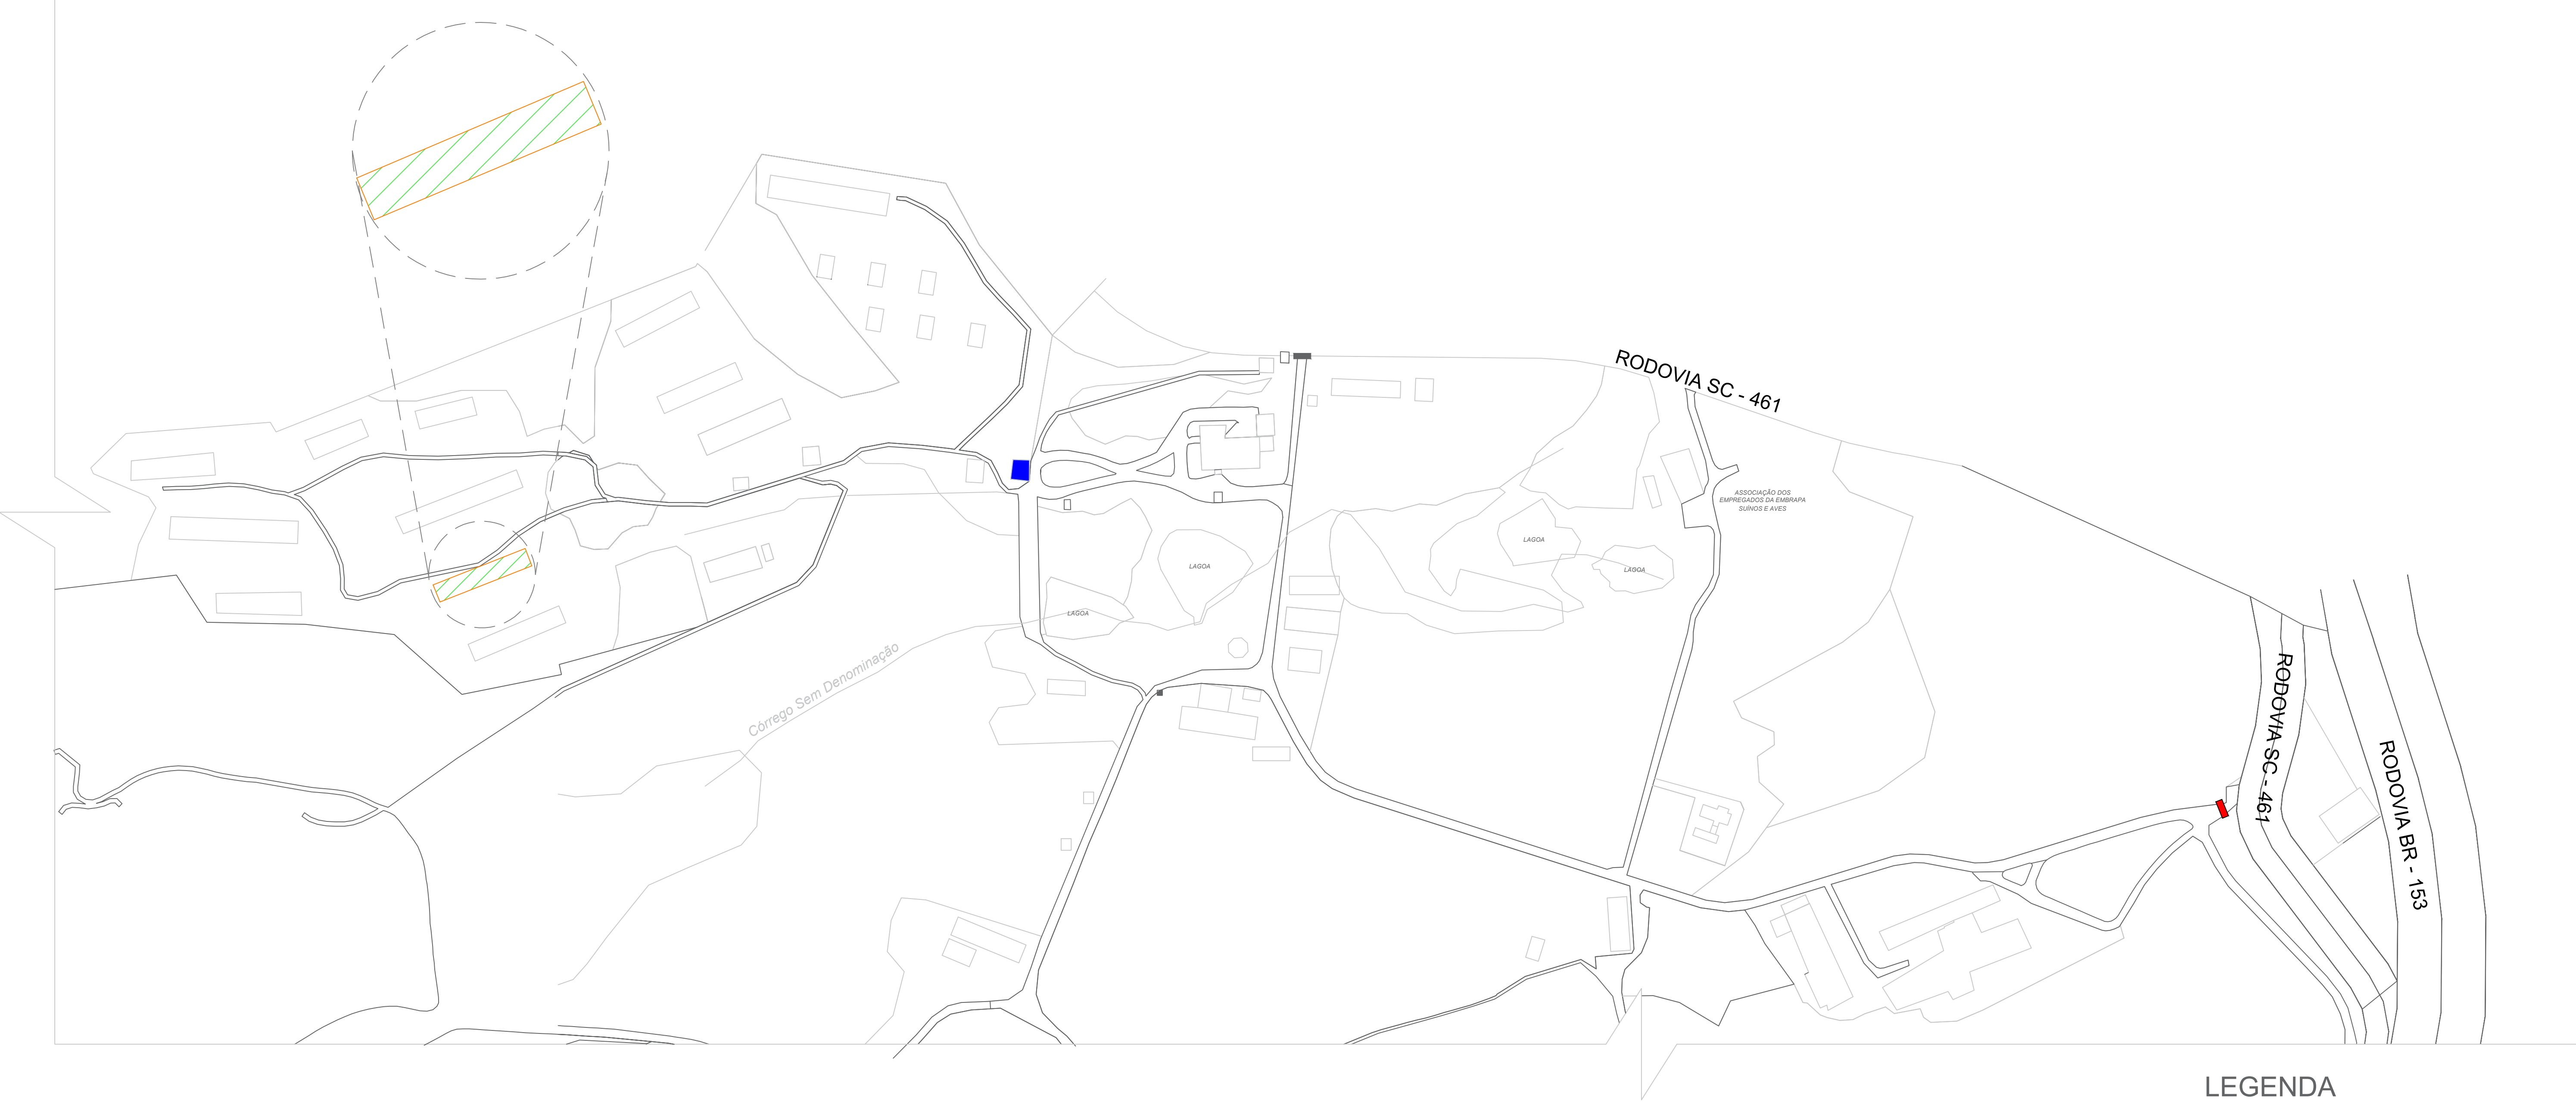 RODOVIA SC - 461
ASSOCIAÇÃO DOS
EMPREGADOS DA EMBRAPA
SUÍNOS E AVES
LAGOA
LAGOA
LAGOA
LAGOA
Córrego Sem Denominação
RODOVIA SC - 461
RODOVIA BR - 153
LEGENDA